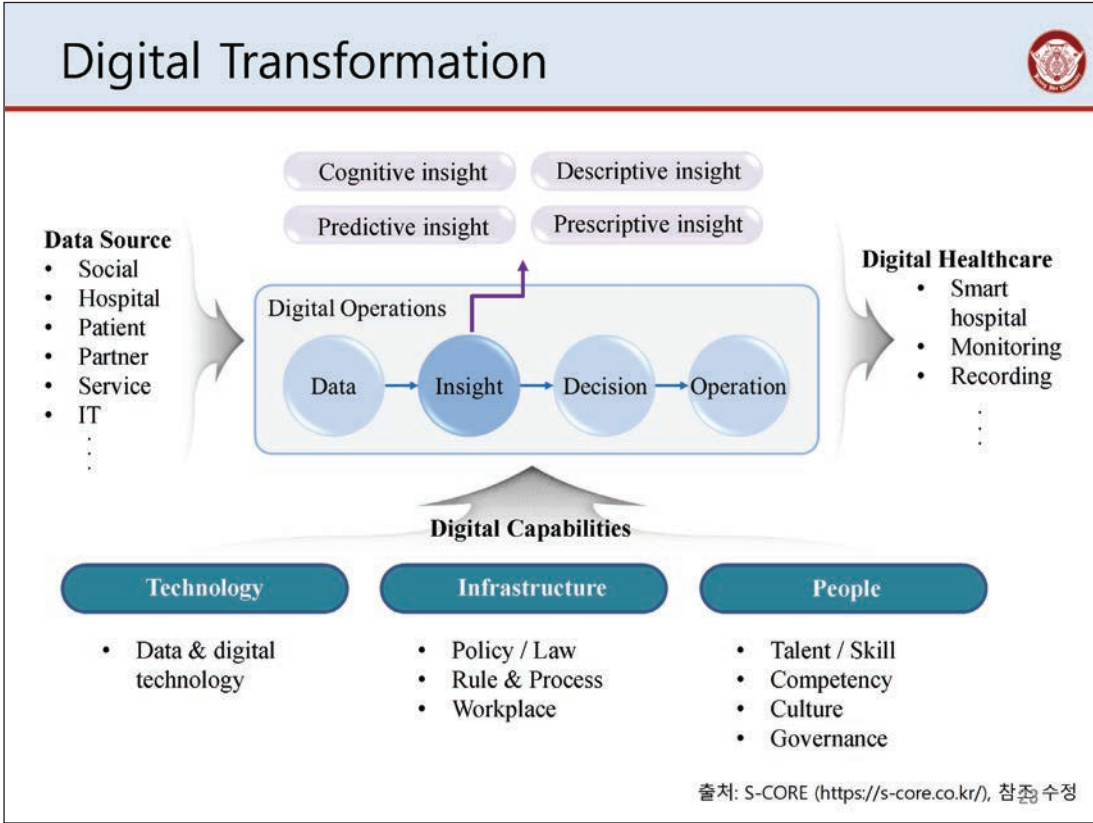 Digital Transformation
Cognitive insight
Descriptive insight
Predictive insight
Prescriptive insight
Data Source
• Social
• Hospital
• Patient
• Partner
• Service
• IT
Digital Operations
Data
Insight
Decision
Operation
Digital Healthcare
• Smart
hospital
• Monitoring
• Recording
Digital Capabilities
Technology
• Data & digital
technology
Infrastructure
• Policy / Law
• Rule & Process
• Workplace
People
• Talent / Skill
• Competency
• Culture
• Governance
출처: S-CORE (https://s-core.co.kr/), 참조 수정